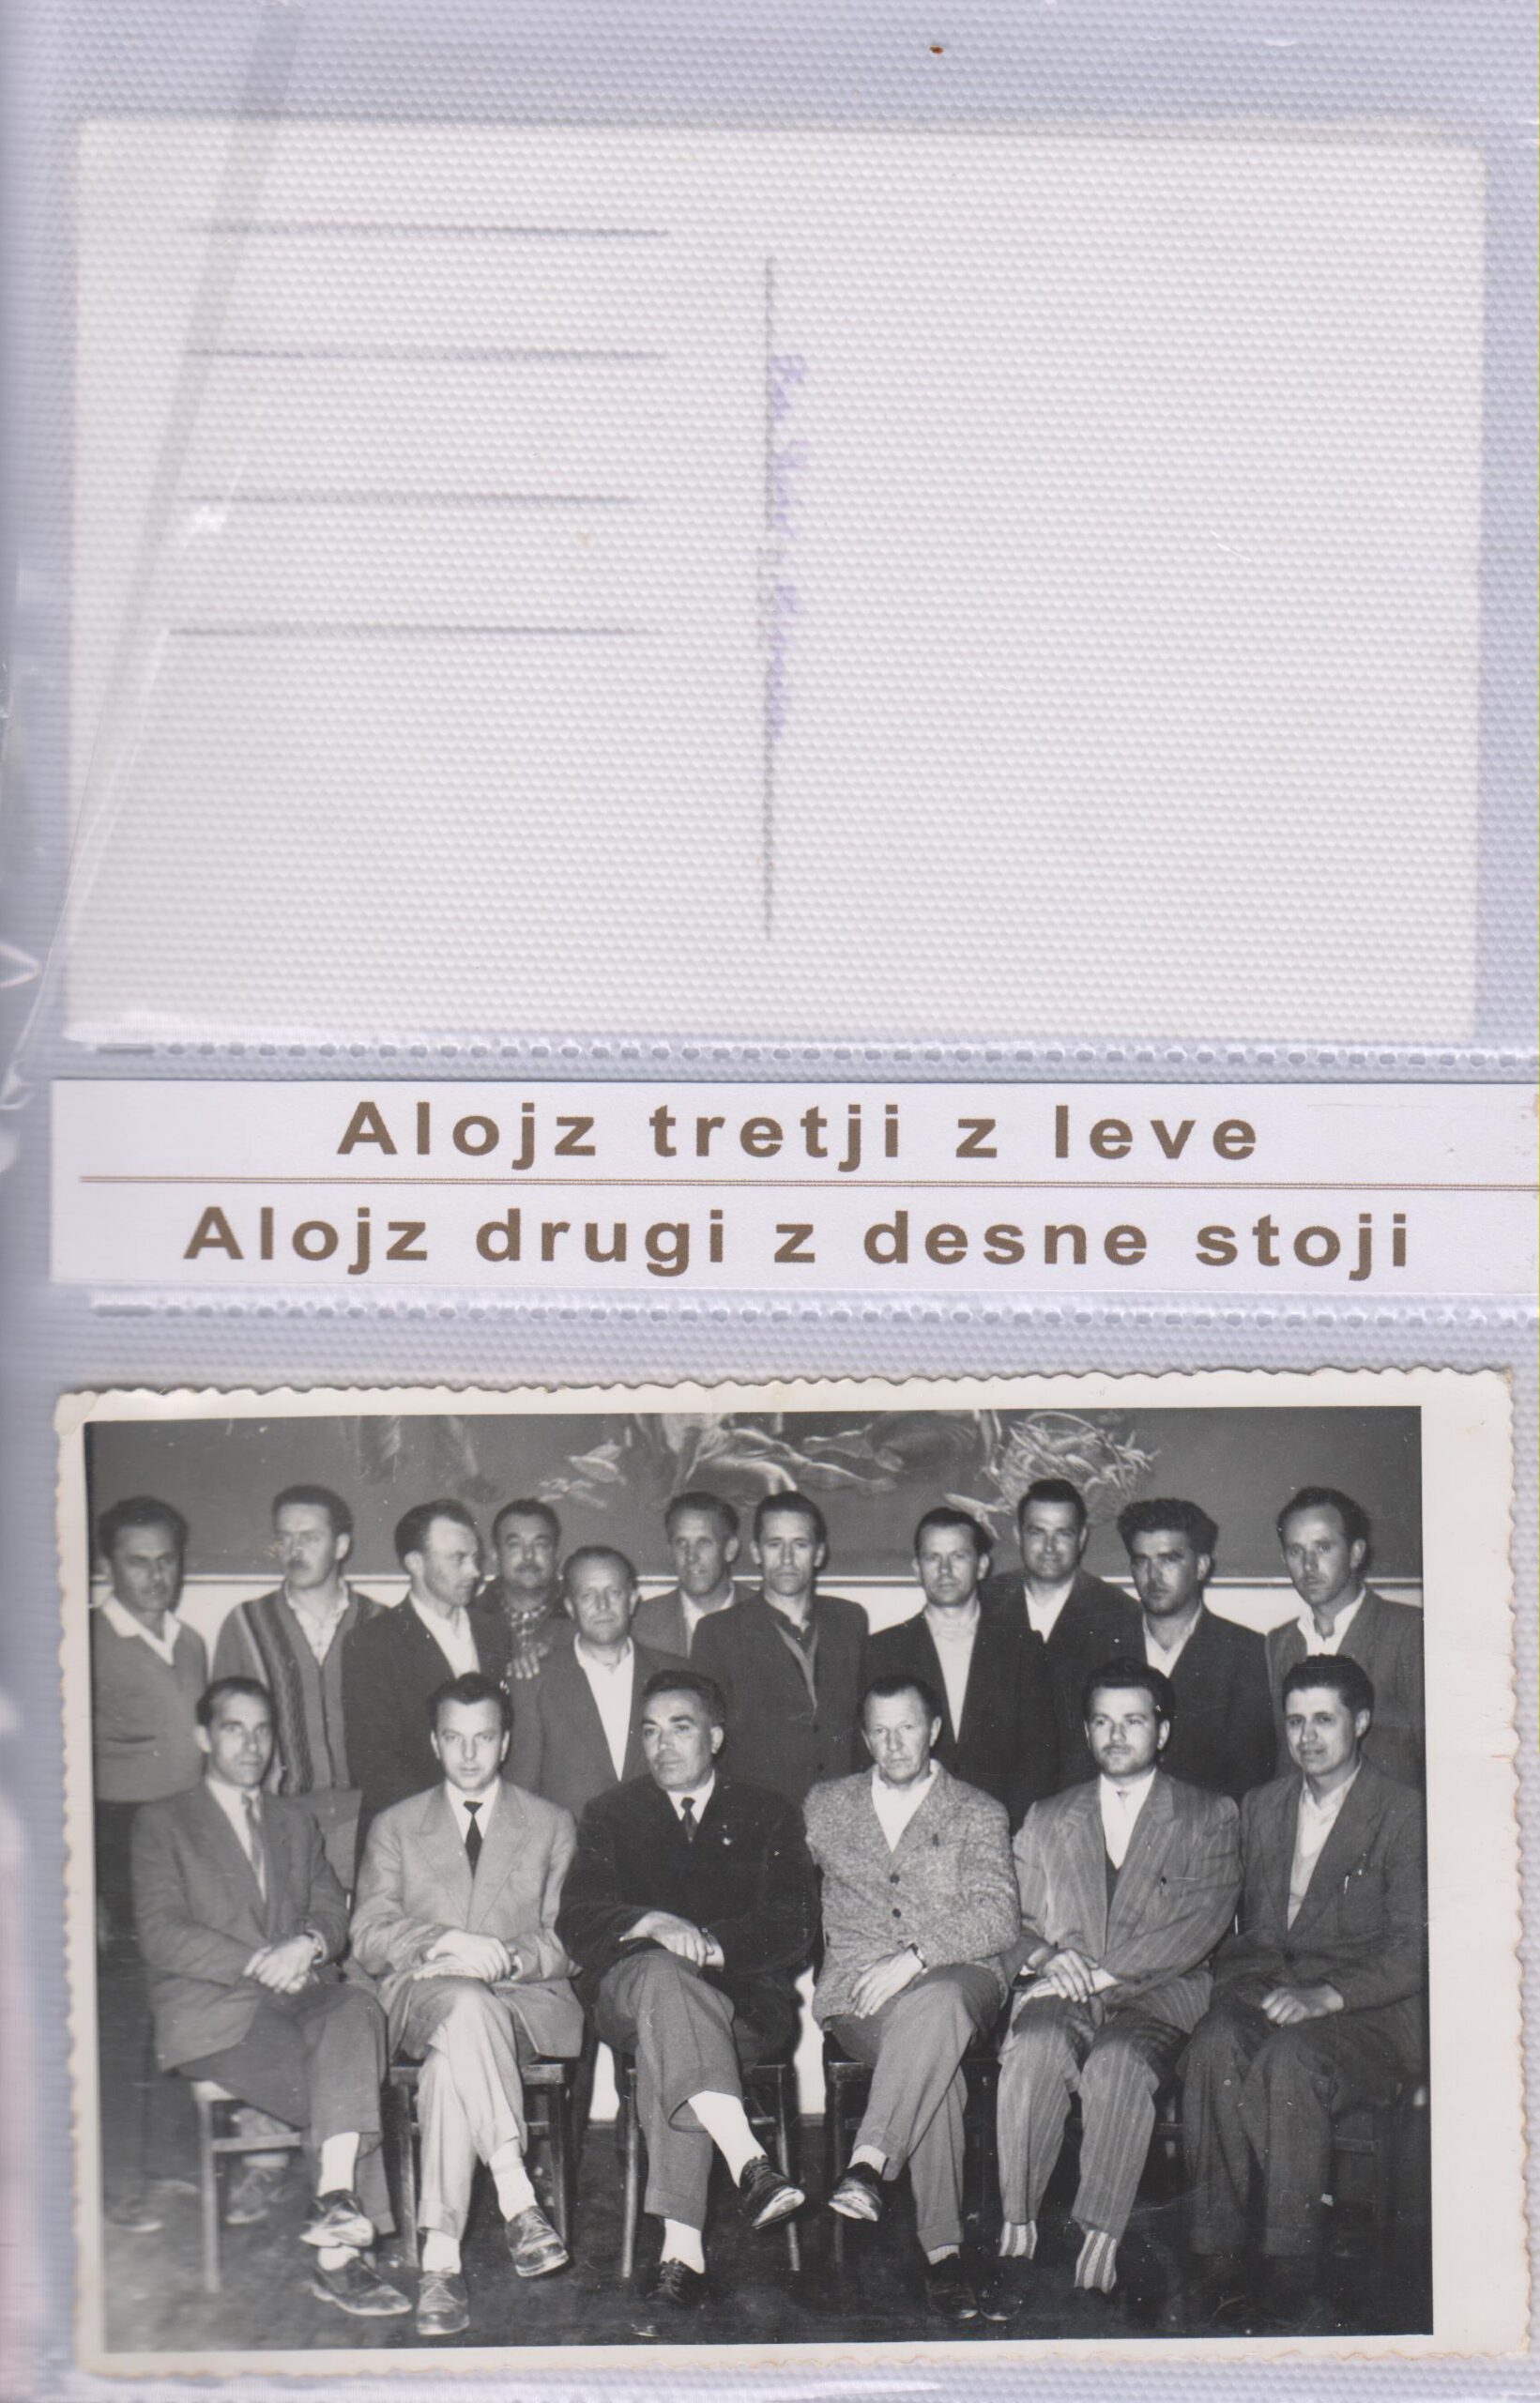 Alojz tretji z leve
Alojz drugi z desne stoji